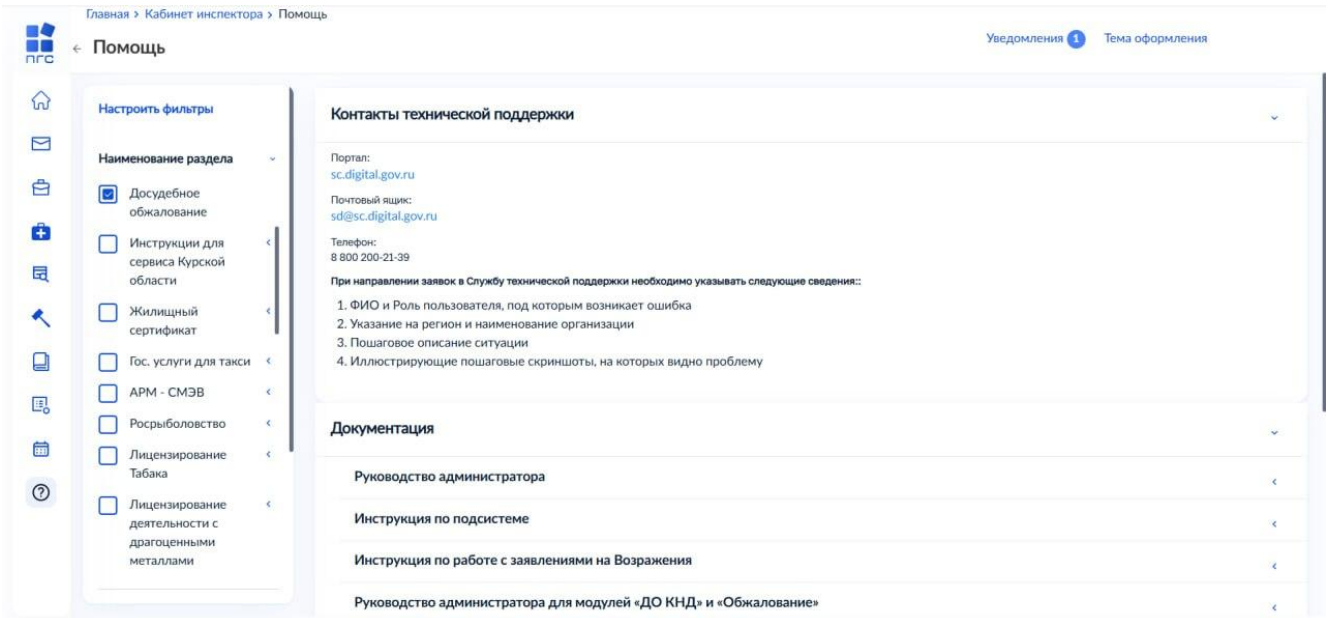 Главная > Кабинет инспектора > Помощь
ПГС
← Помощь
Уведомления 1
Тема оформления
Настроить фильтры
Наименование раздела
Досудебное
обжалование
Инструкции для
сервиса Курской
области
Жилищный
сертификат
Гос. услуги для такси
АРМ - СМЭВ
Росрыболовство
Лицензирование
Табака
Лицензирование
деятельности с
драгоценными
металлами
Контакты технической поддержки
Портал:
sc.digital.gov.ru
Почтовый ящик:
sd@sc.digital.gov.ru
Телефон:
8 800 200-21-39
При направлении заявок в Службу технической поддержки необходимо указывать следующие сведения::
1. ФИО и Роль пользователя, под которым возникает ошибка
2. Указание на регион и наименование организации
3. Пошаговое описание ситуации
4. Иллюстрирующие пошаговые скриншоты, на которых видно проблему
Документация
Руководство администратора
Инструкция по подсистеме
Инструкция по работе с заявлениями на Возражения
Руководство администратора для модулей «ДО КНД» и «Обжалование»